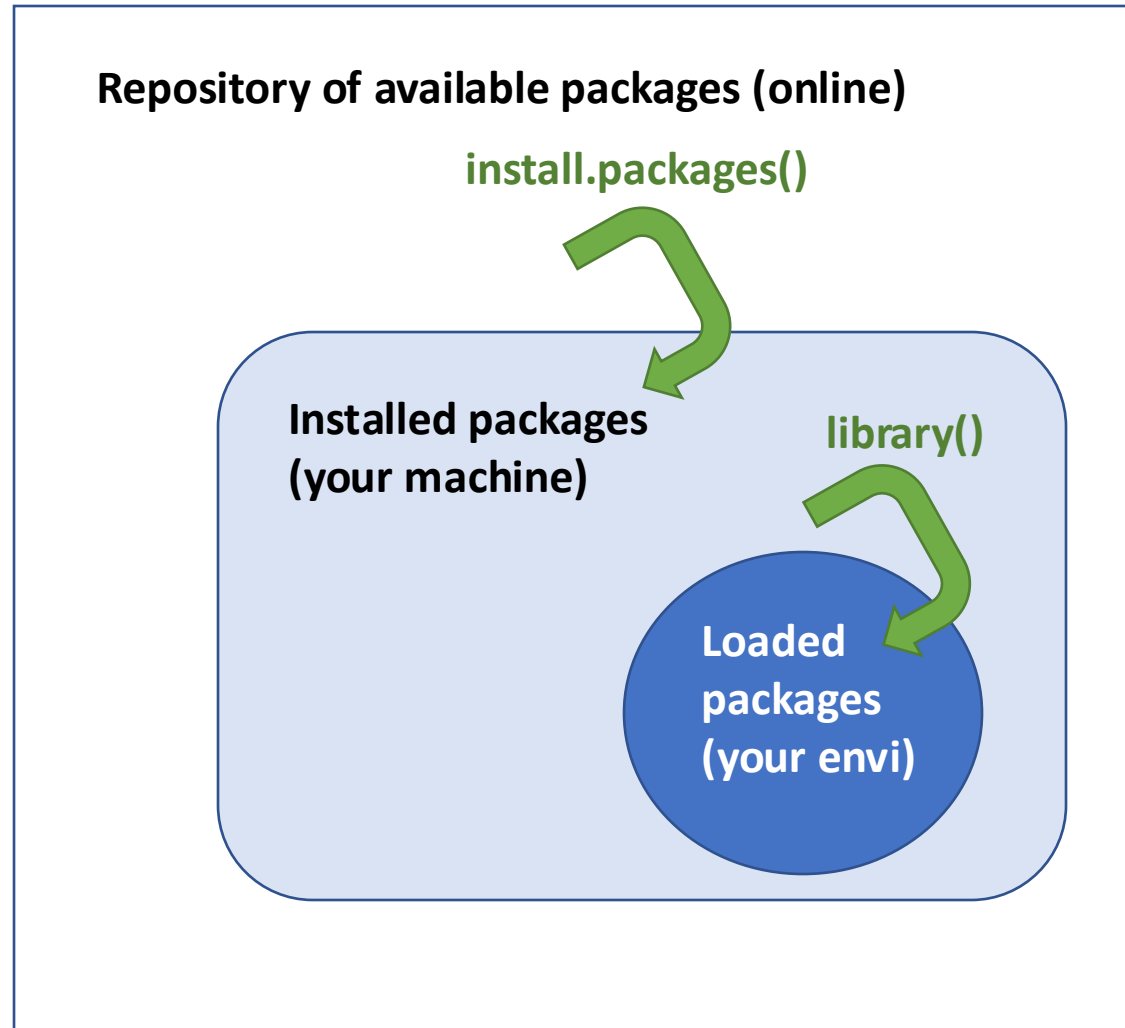 Repository of available packages (online)
install.packages()
Installed packages
(your machine)
library()
Loaded
packages
(your envi)